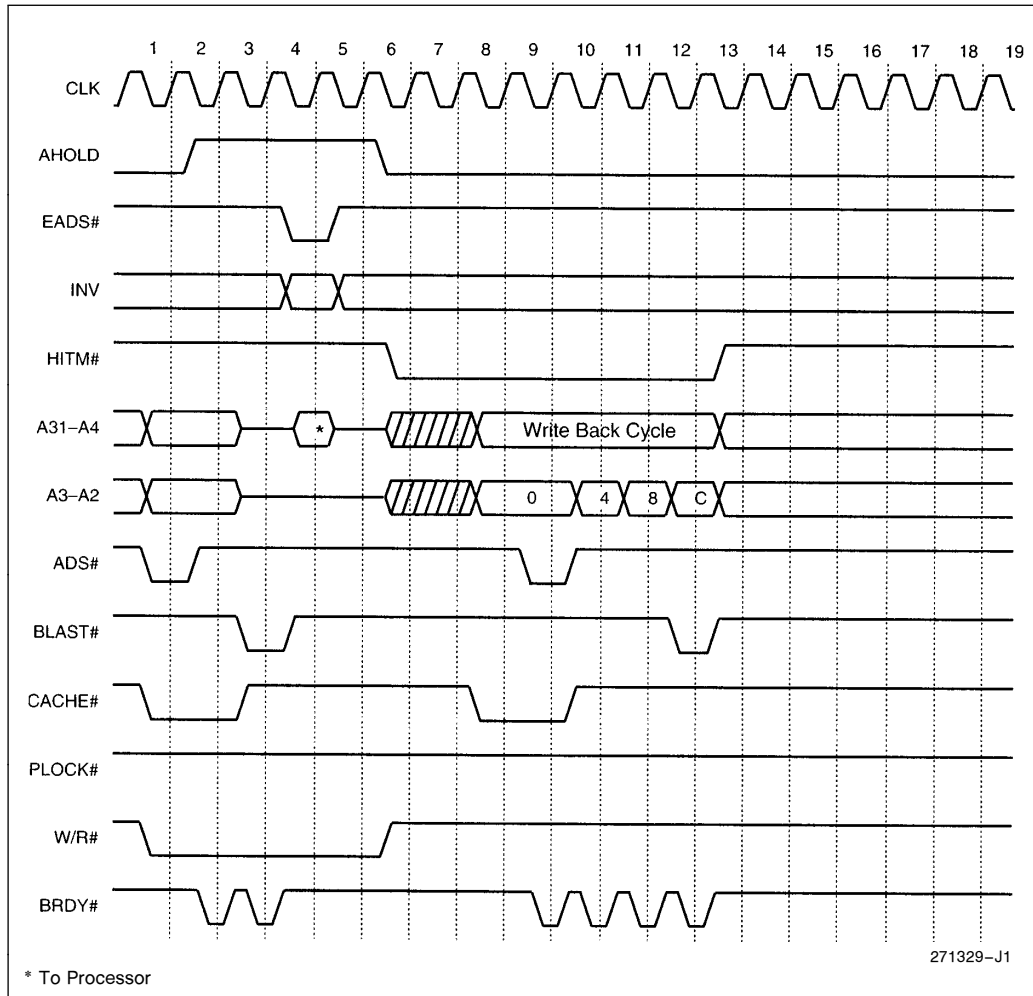 1 2 3 4 5 6 7 8 9 10 11 12 13 14 15 16 17 18 19
CLK
AHOLD
EADS#
INV
HITM#
A31–A4
* Write Back Cycle
A3–A2
0 4 8 C
ADS#
BLAST#
CACHE#
PLOCK#
W/R#
BRDY#
271329–J1
* To Processor